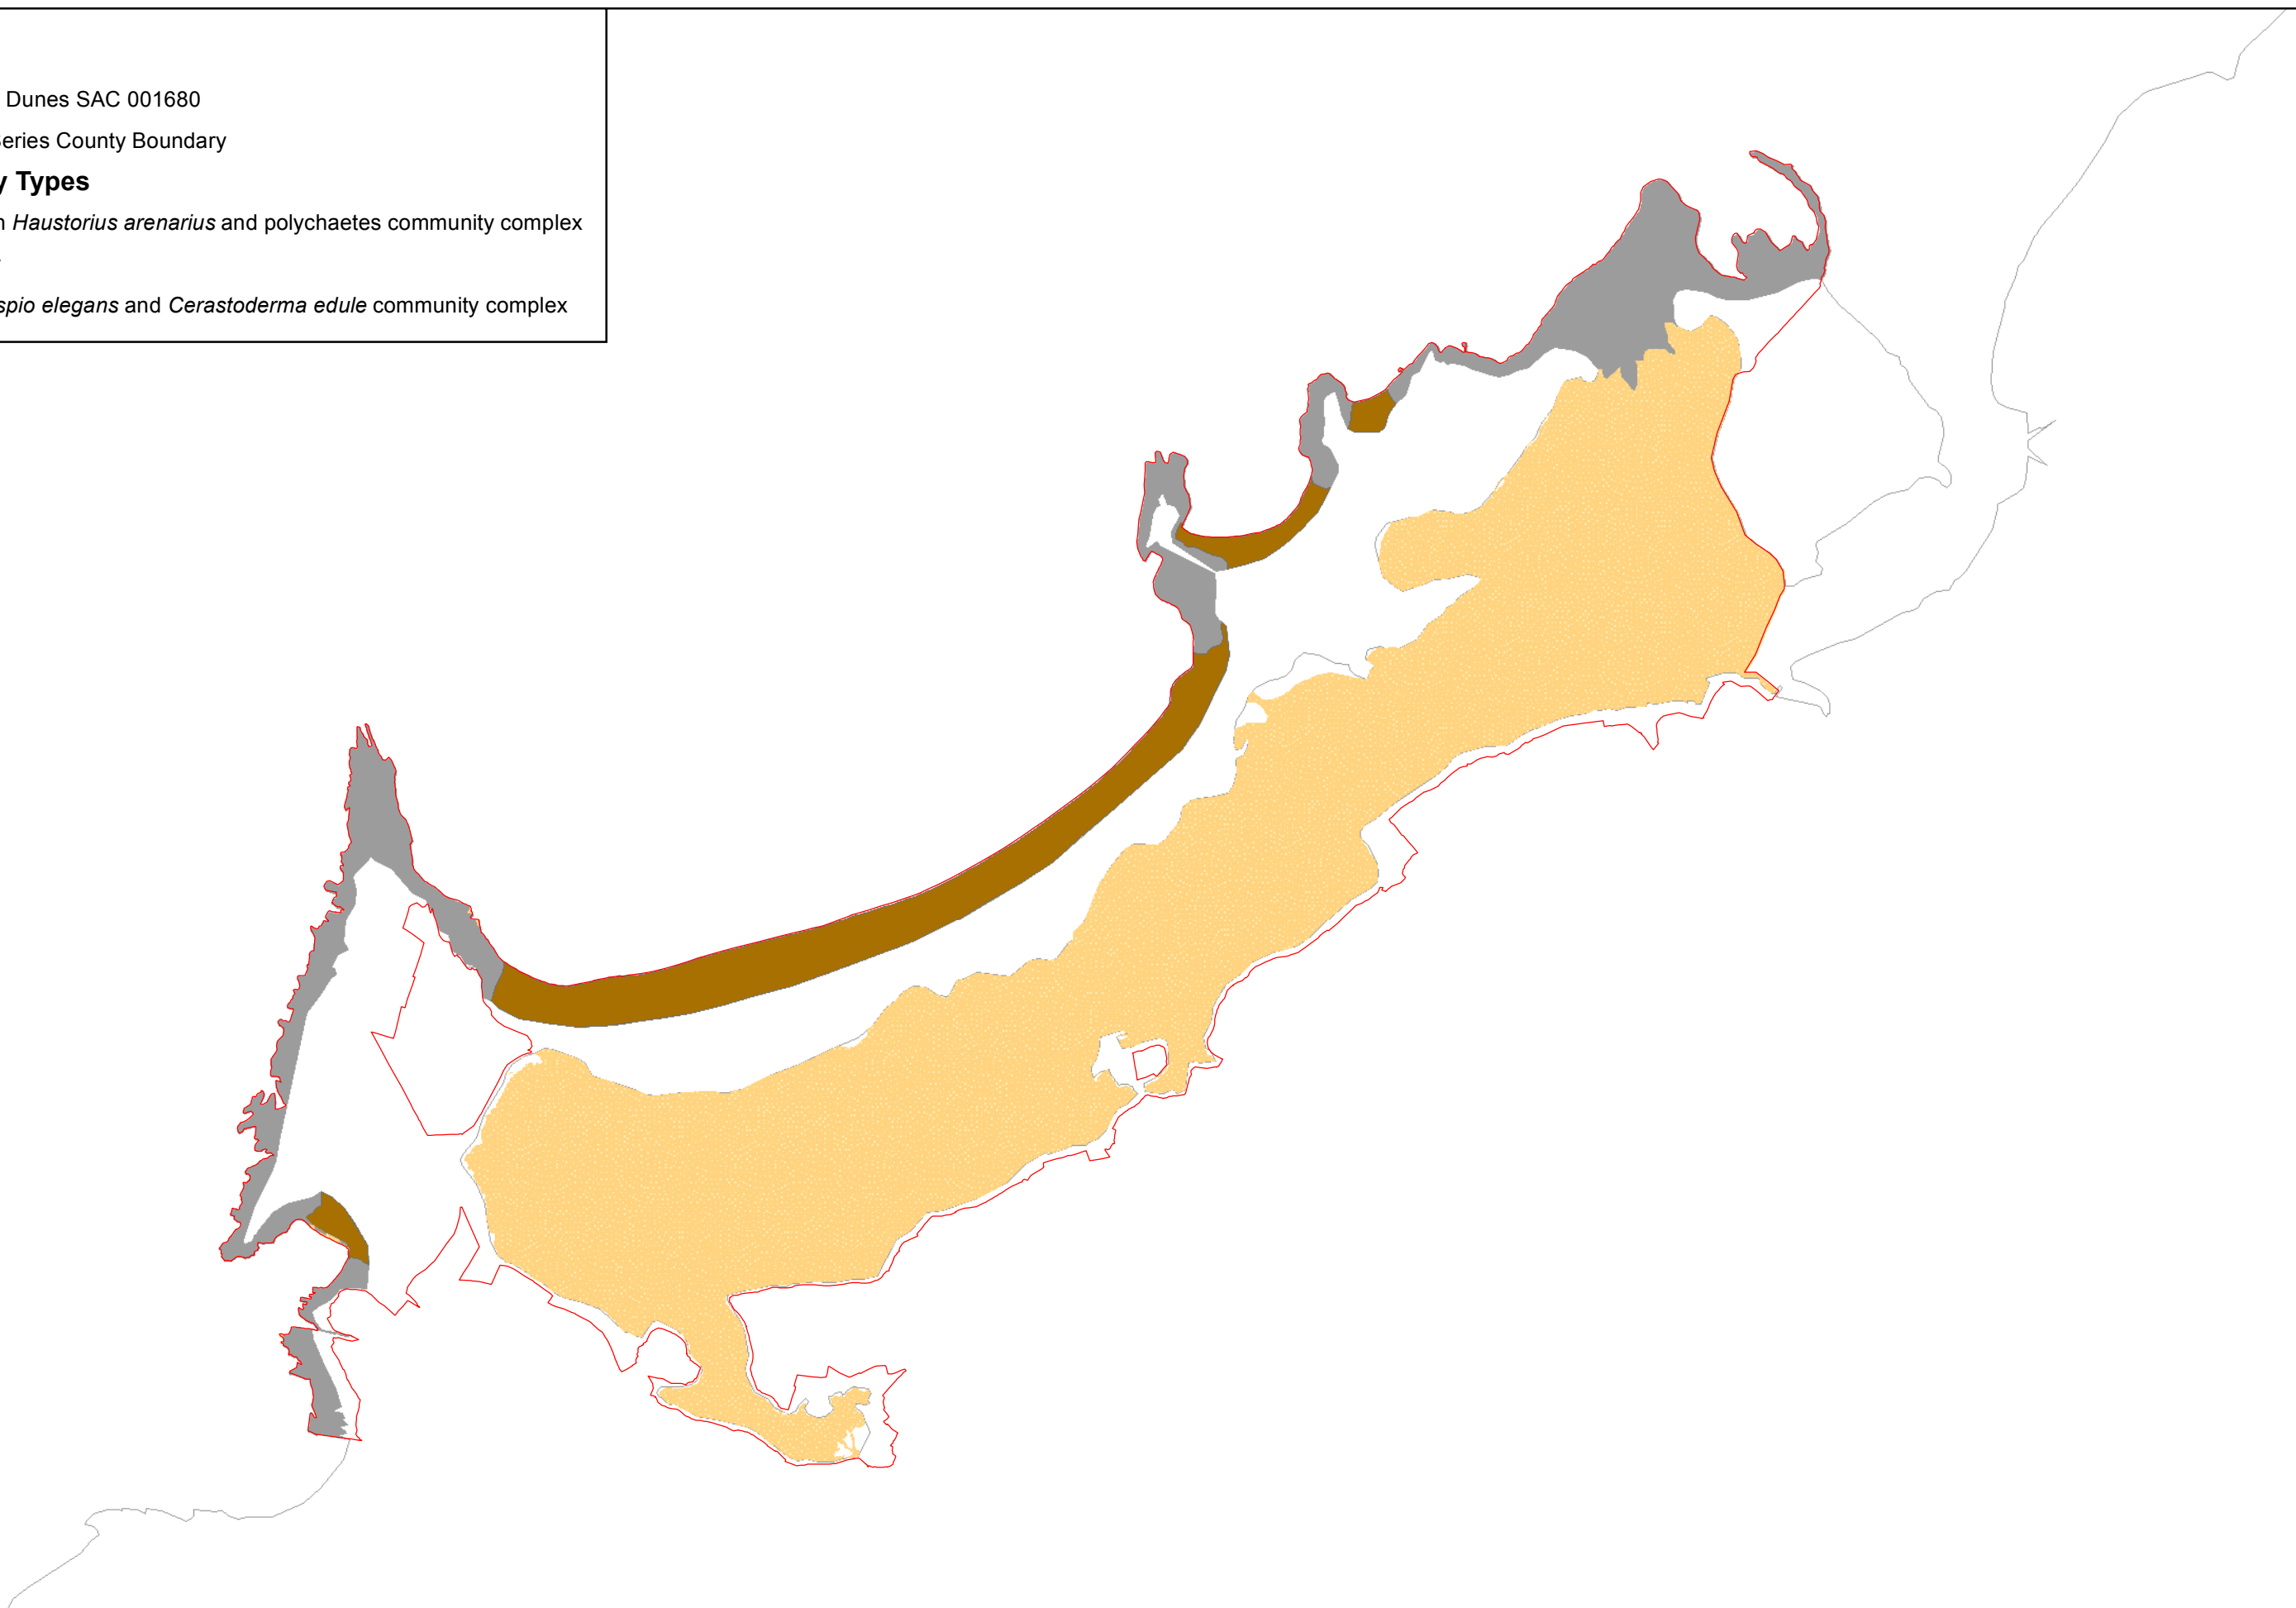 Dunes SAC 001680
eries County Boundary
Types
Haustorius arenarius and polychaetes community complex
spio elegans and Cerastoderma edule community complex